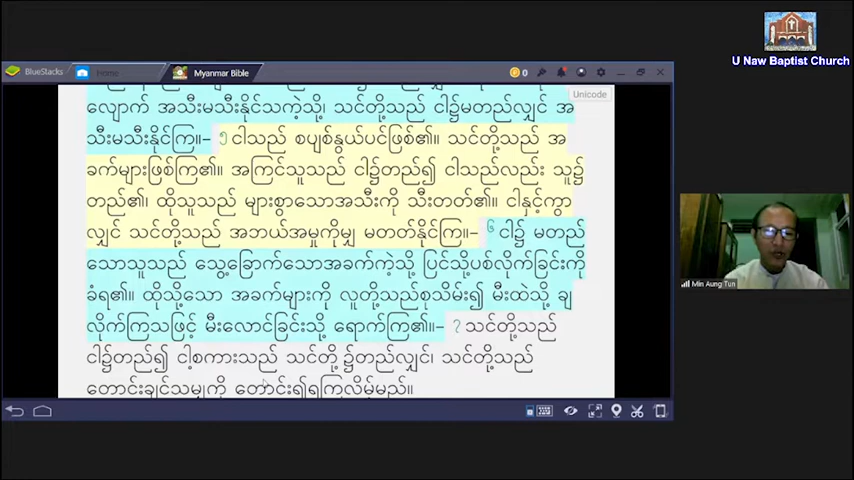 U Naw Baptist Church
BlueStacks
Home
Myanmar Bible
0
Unicode
လျောက် အသီးမသီးနိုင်သကဲ့သို့၊ သင်တို့သည် ငါ၌မတည်လျှင် အ
သီးမသီးနိုင်ကြ။– ၅ ငါသည် စပျစ်နွယ်ပင်ဖြစ်၏။ သင်တို့သည် အ
ခက်များဖြစ်ကြ၏။ အကြင်သူသည် ငါ၌တည်၍ ငါသည်လည်း သူ၌
တည်၏၊ ထိုသူသည် များစွာသောအသီးကို သီးတတ်၏။ ငါနှင့်ကွာ
လျှင် သင်တို့သည် အဘယ်အမှုကိုမျှ မတတ်နိုင်ကြ။– ၆ ငါ၌ မတည်
သောသူသည် သွေ့ခြောက်သောအခက်ကဲ့သို့ ပြင်သို့ပစ်လိုက်ခြင်းကို
ခံရ၏။ ထိုသို့သော အခက်များကို လူတို့သည်စုသိမ်း၍ မီးထဲသို့ ချ
လိုက်ကြသဖြင့် မီးလောင်ခြင်းသို့ ရောက်ကြ၏။– ၇ သင်တို့သည်
ငါ၌တည်၍ ငါ့စကားသည် သင်တို့၌တည်လျှင်၊ သင်တို့သည်
တောင်းချင်သမျှကို တောင်း၍ရကြလိမ့်မည်။
Min Aung Tun